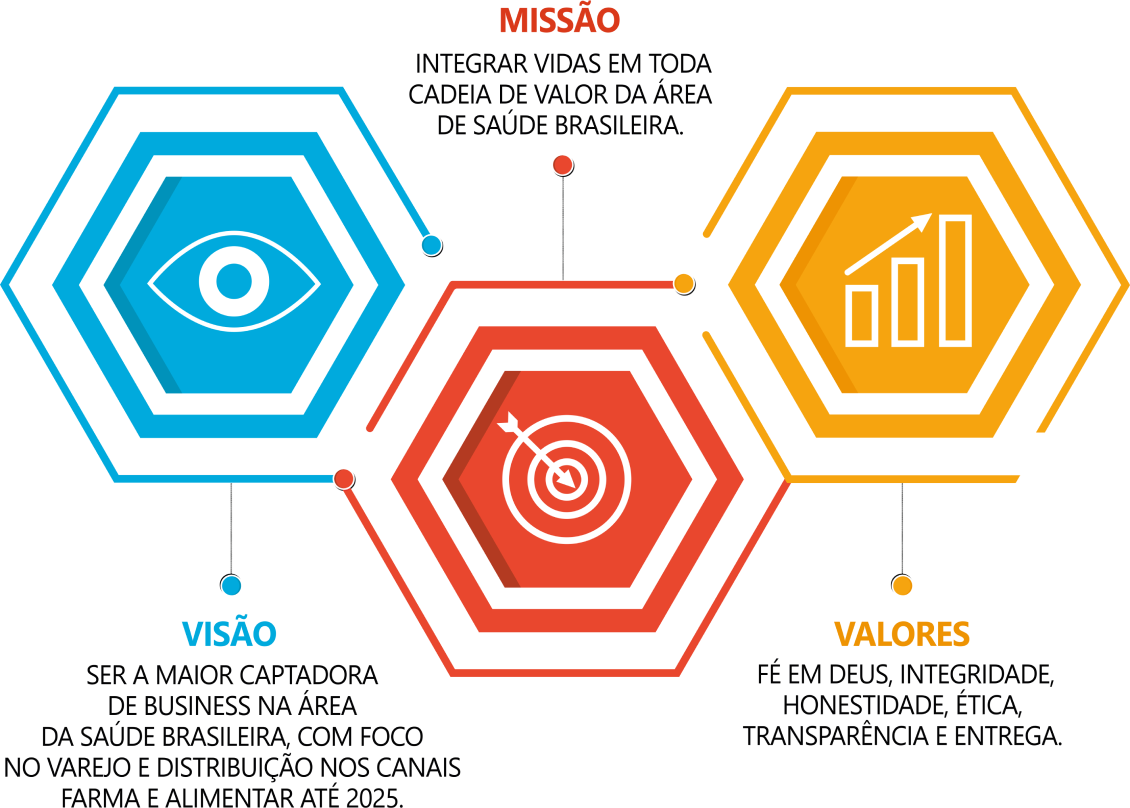 MISSÃO
INTEGRAR VIDAS EM TODA
CADEIA DE VALOR DA ÁREA
DE SAÚDE BRASILEIRA.
VISÃO
SER A MAIOR CAPTADORA
DE BUSINESS NA ÁREA
DA SAÚDE BRASILEIRA, COM FOCO
NO VAREJO E DISTRIBUIÇÃO NOS CANAIS
FARMA E ALIMENTAR ATÉ 2025.
VALORES
FÉ EM DEUS, INTEGRIDADE,
HONESTIDADE, ÉTICA,
TRANSPARÊNCIA E ENTREGA.